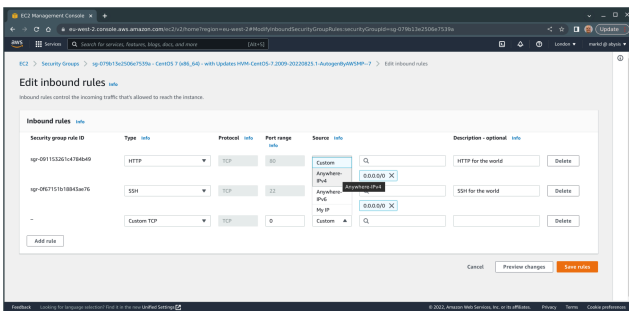 EC2 Management Console
eu-west-2.console.aws.amazon.com/ec2/v2/home?region=eu-west-2#ModifyInboundSecurityGroupRules:securityGroupId=sg-079b13e2506e7539a
Update
aws Services Search for services, features, blogs, docs, and more [Alt+S] London
EC2 > Security Groups > sg-079b13e2506e7539a - CentOS 7 (x86_64) - with Updates HVM-CentOS-7.2009-20220825.1-AutogenByAWSMP--7 > Edit inbound rules
Edit inbound rules Info
Inbound rules control the incoming traffic that's allowed to reach the instance.
Inbound rules Info
Security group rule ID Type Info Protocol Info Port range Info Source Info Description - optional Info
sgr-091153261c4784b49 HTTP TCP 80 Custom HTTP for the world Delete
Anywhere-IPv4 0.0.0.0/0
Anywhere-IPv4
sgr-0f67151b18843ae76 SSH TCP 22 Anywhere-IPv6 SSH for the world Delete
My IP 0.0.0.0/0
– Custom TCP TCP 0 Custom Delete
Add rule
Cancel Preview changes Save rules
Feedback Looking for language selection? Find it in the new Unified Settings © 2022, Amazon Web Services, Inc. or its affiliates. Privacy Terms Cookie preferences